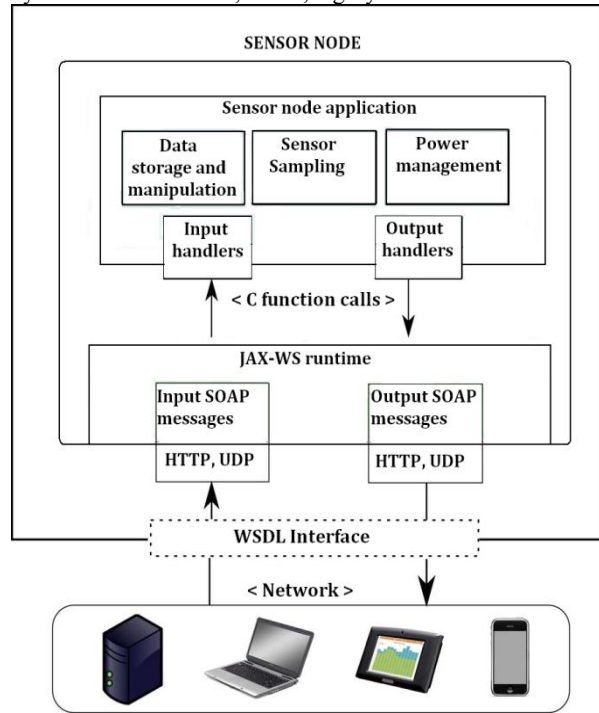 SENSOR NODE
Sensor node application
Data
storage and
manipulation
Sensor
Sampling
Power
management
Input
handlers
Output
handlers
< C function calls >
JAX-WS runtime
Input SOAP
messages
Output SOAP
messages
HTTP, UDP
HTTP, UDP
WSDL Interface
< Network >